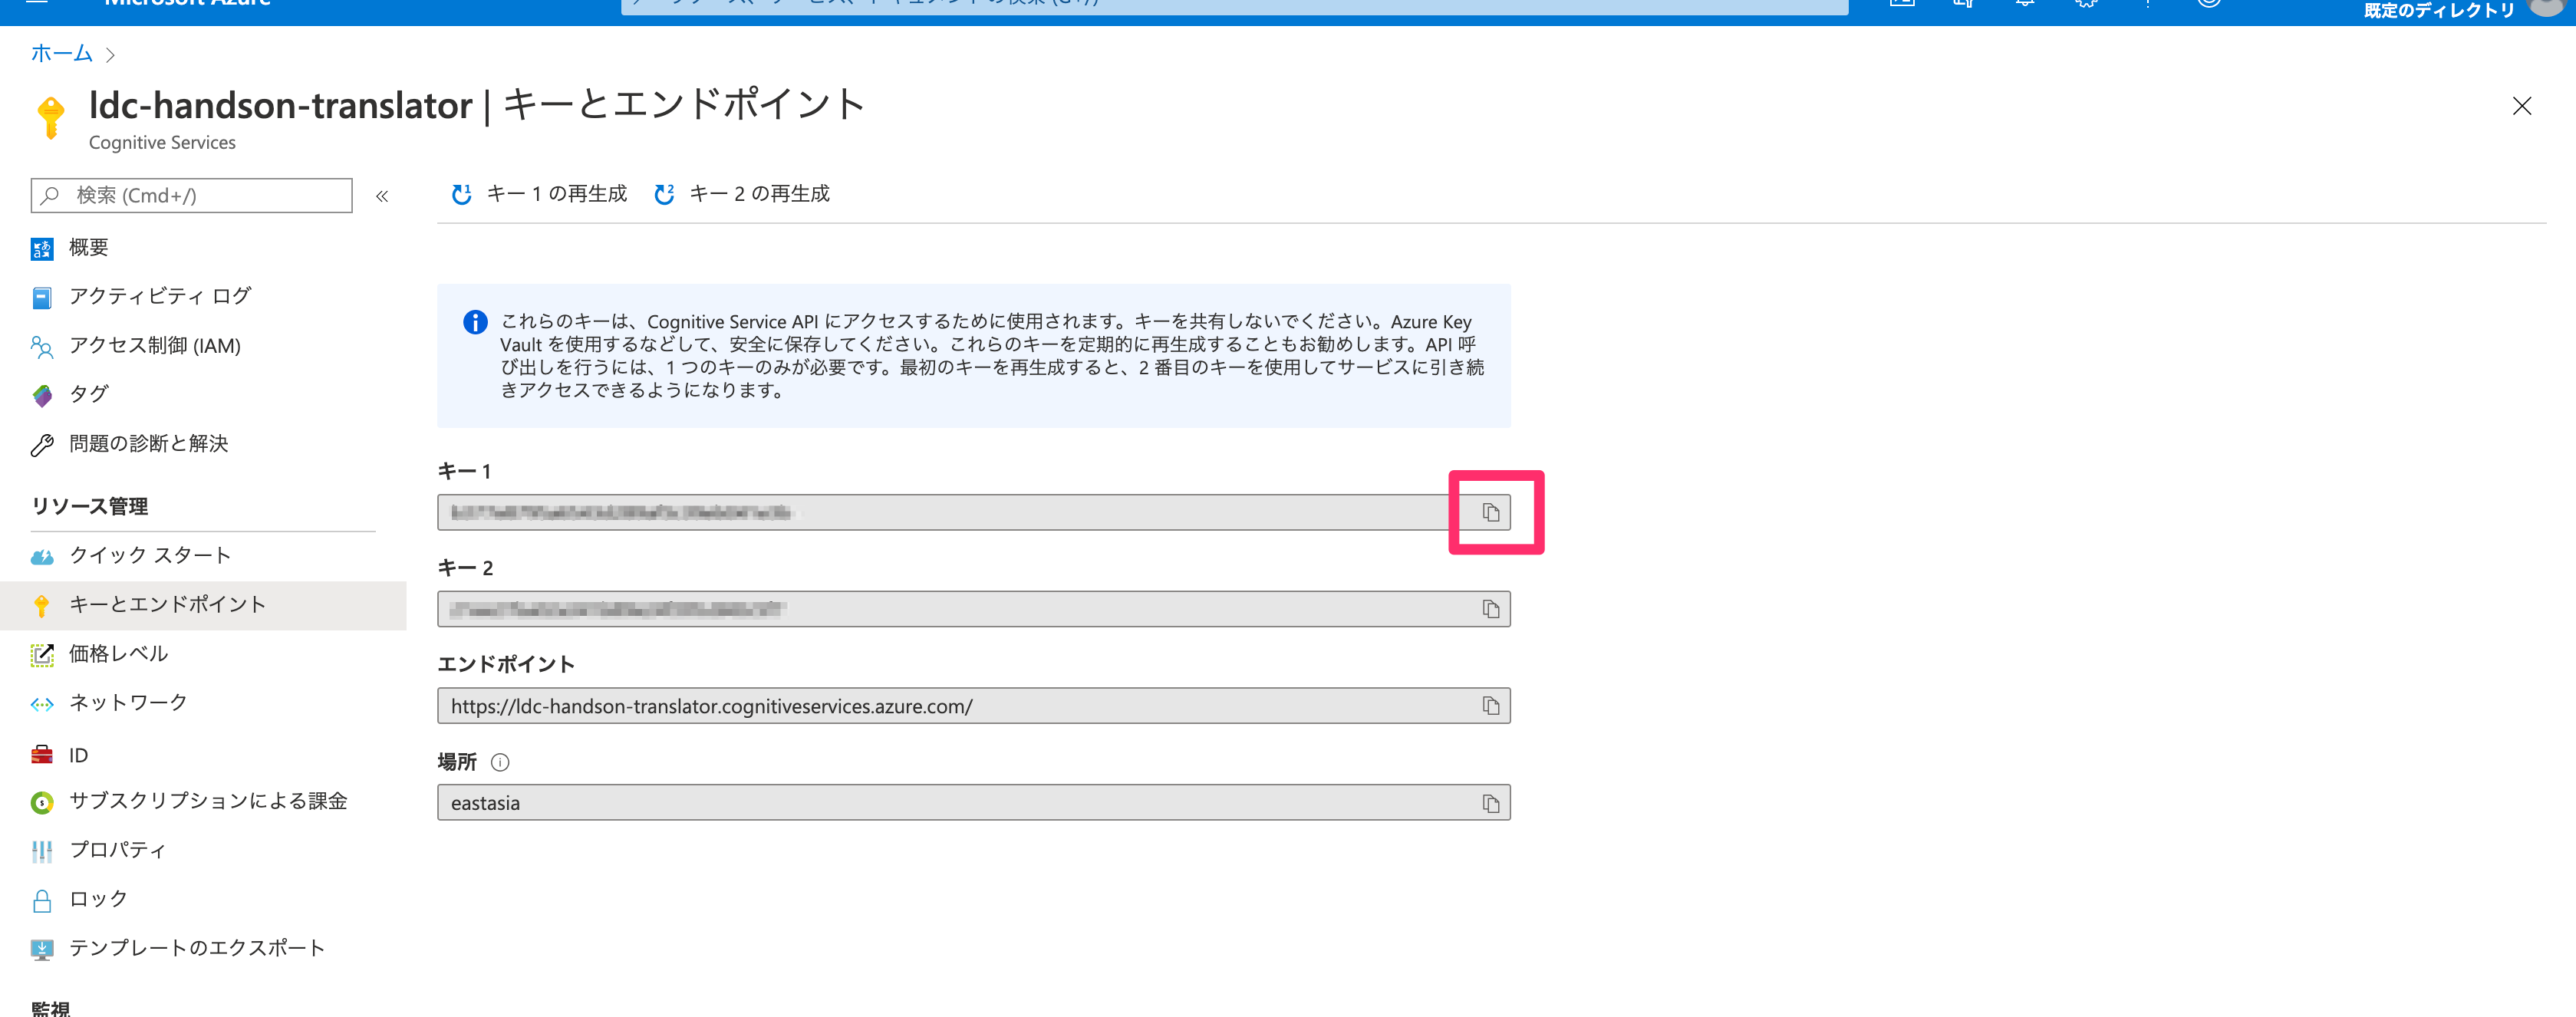 Microsoft Azure
既定のディレクトリ
ホーム
ldc-handson-translator | キーとエンドポイント
Cognitive Services
検索 (Cmd+/)
«
キー 1 の再生成
キー 2 の再生成
概要
アクティビティ ログ
アクセス制御 (IAM)
タグ
問題の診断と解決
リソース管理
クイック スタート
キーとエンドポイント
価格レベル
ネットワーク
ID
サブスクリプションによる課金
プロパティ
ロック
テンプレートのエクスポート
監視
これらのキーは、Cognitive Service API にアクセスするために使用されます。キーを共有しないでください。Azure Key
Vault を使用するなどして、安全に保存してください。これらのキーを定期的に再生成することもお勧めします。API 呼
び出しを行うには、1 つのキーのみが必要です。最初のキーを再生成すると、2 番目のキーを使用してサービスに引き続
きアクセスできるようになります。
キー 1
キー 2
エンドポイント
https://ldc-handson-translator.cognitiveservices.azure.com/
場所
eastasia